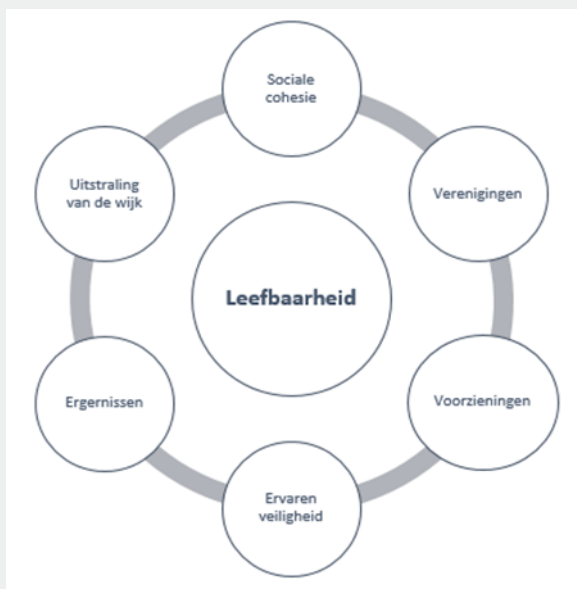 Sociale
cohesie
Uitstraling
van de wijk
Verenigingen
Leefbaarheid
Ergernissen
Voorzieningen
Ervaren
veiligheid